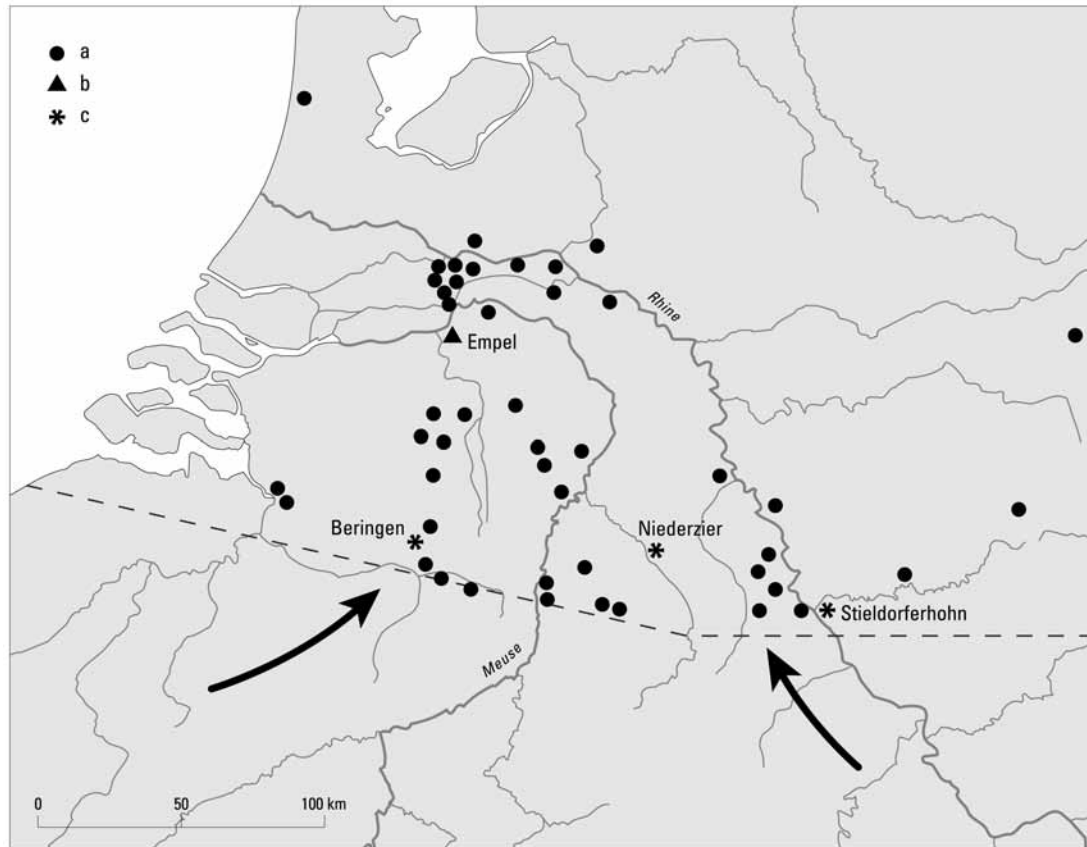 a
b
c
Rhine
Empel
Beringen
Niederzier
Stieldorferhohn
Meuse
0 50 100 km